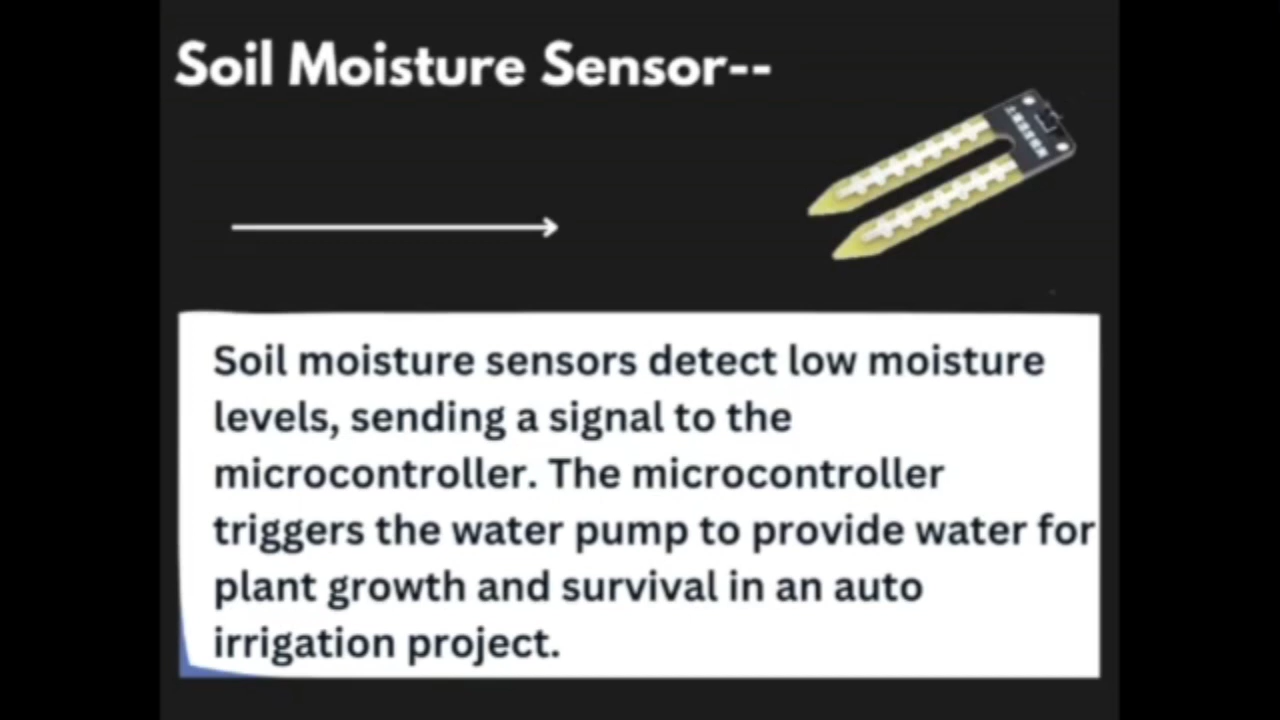 Soil Moisture Sensor--
Soil moisture sensors detect low moisture
levels, sending a signal to the
microcontroller. The microcontroller
triggers the water pump to provide water for
plant growth and survival in an auto
irrigation project.